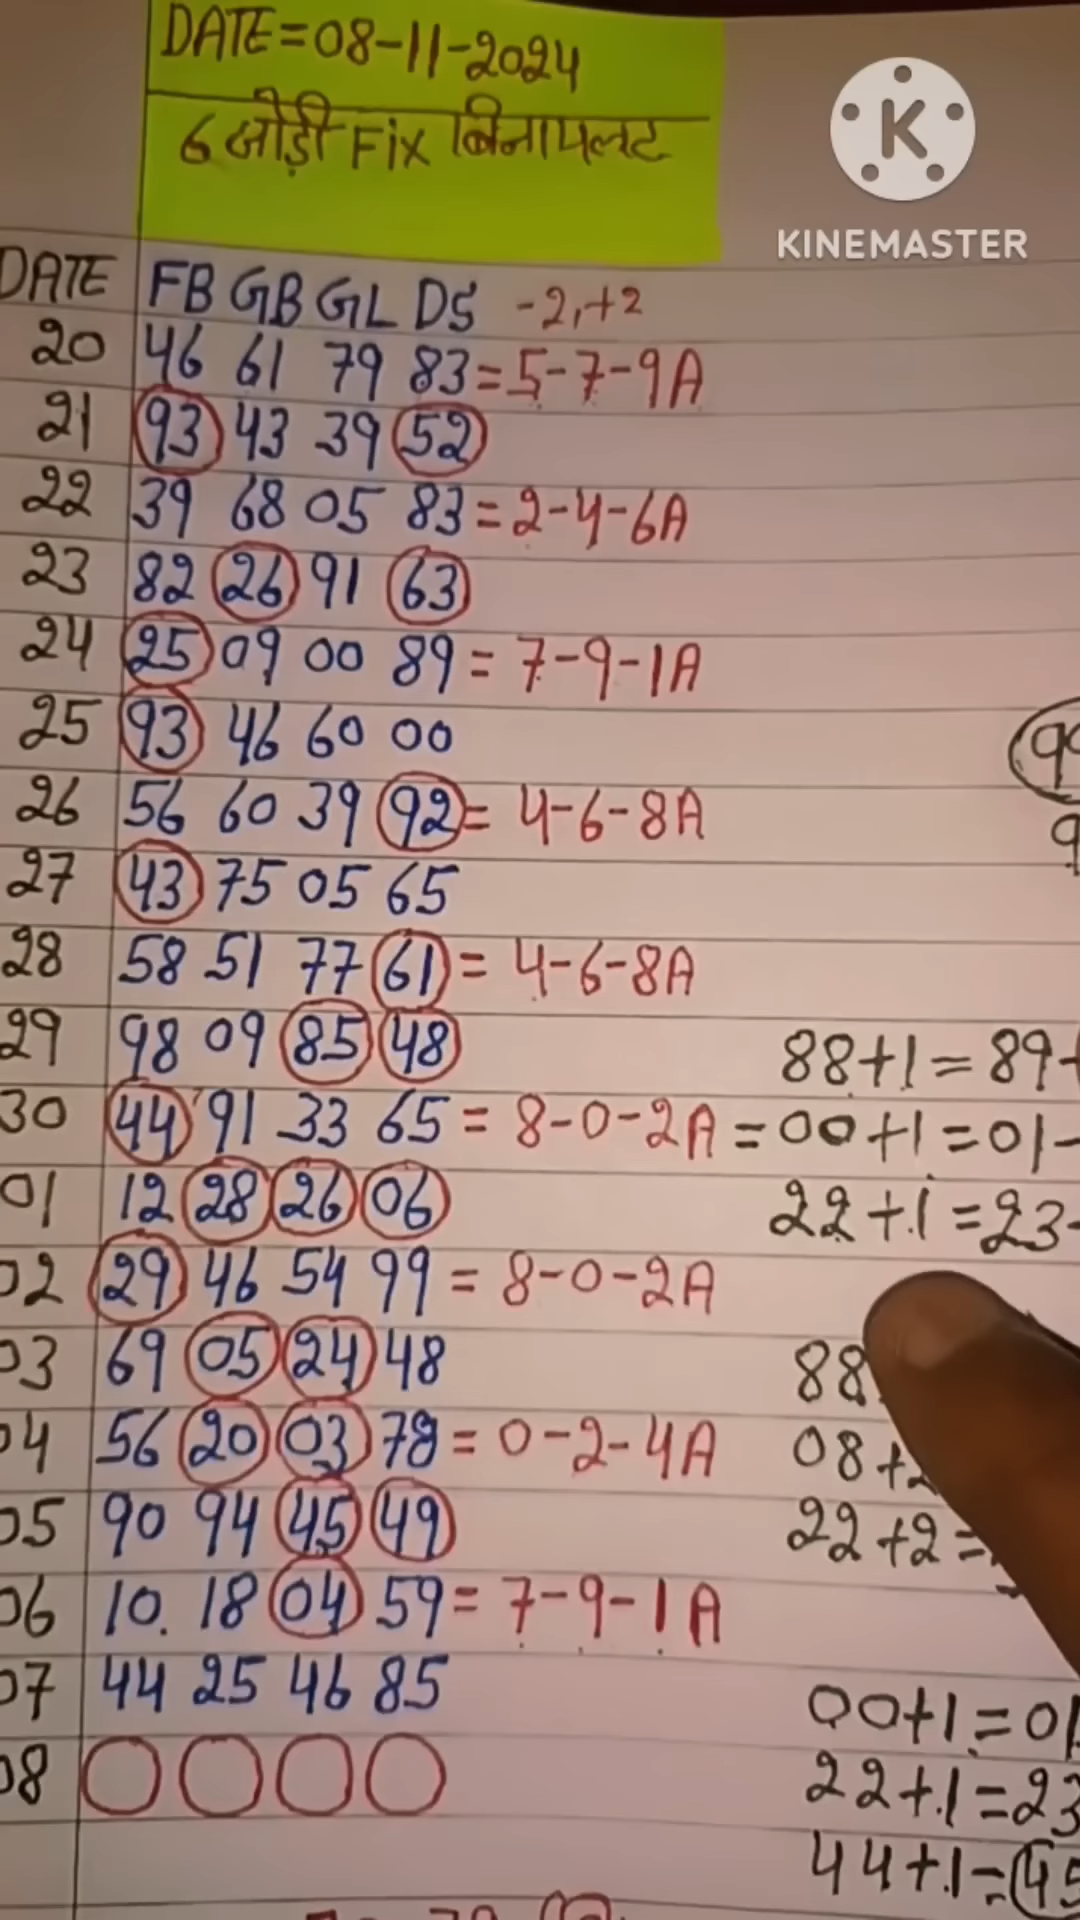 DATE=08-11-2024
6 जोड़ी Fix बिनापलट
KINEMASTER
DATE FB GB GL DS -2,+2
20 46 61 79 83=5-7-9A
21 93 43 39 52
22 39 68 05 83=2-4-6A
23 82 26 91 63
24 25 09 00 89=7-9-1A
25 93 46 60 00
26 56 60 39 92=4-6-8A
27 43 75 05 65
28 58 51 77 61=4-6-8A
29 98 09 85 48 88+1=89-
30 44 91 33 65=8-0-2A=00+1=01-
01 12 28 26 06 22+1=23-
02 29 46 54 99=8-0-2A
03 69 05 24 48 88
04 56 20 03 78=0-2-4A 08+2
05 90 94 45 49 22+2=
06 10. 18 04 59=7-9-1A
07 44 25 46 85 00+1=01
08 22+1=23
44+1=45